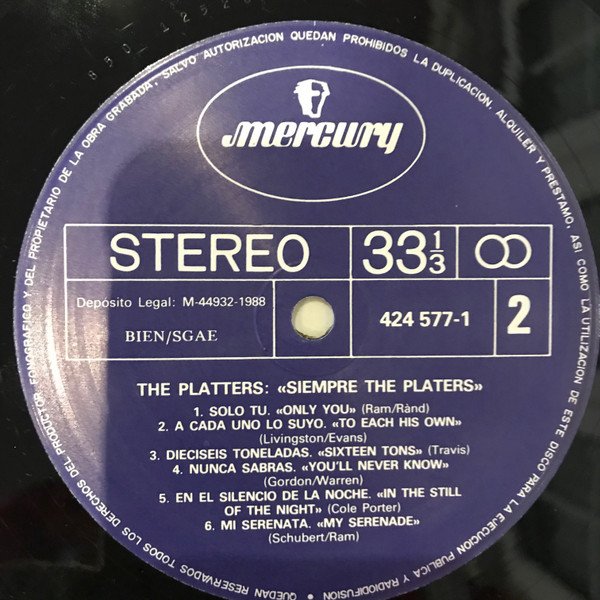 mercury
STEREO
33 1/3
Depósito Legal: M-44932-1988
BIEN/SGAE
424 577-1
2
THE PLATTERS: «SIEMPRE THE PLATERS»
1. SOLO TU. «ONLY YOU» (Ram/Rànd)
2. A CADA UNO LO SUYO. «TO EACH HIS OWN»
(Livingston/Evans)
3. DIECISEIS TONELADAS. «SIXTEEN TONS» (Travis)
4. NUNCA SABRAS. «YOU'LL NEVER KNOW»
(Gordon/Warren)
5. EN EL SILENCIO DE LA NOCHE. «IN THE STILL
OF THE NIGHT» (Cole Porter)
6. MI SERENATA. «MY SERENADE»
(Schubert/Ram)
QUEDAN RESERVADOS TODOS LOS DERECHOS DEL PRODUCTOR FONOGRAFICO Y DEL PROPIETARIO DE LA OBRA GRABADA, SALVO AUTORIZACION QUEDAN PROHIBIDOS LA DUPLICACION, ALQUILER Y PRESTAMO, ASI COMO LA UTILIZACION DE ESTE DISCO PARA LA EJECUCION PUBLICA Y RADIODIFUSION